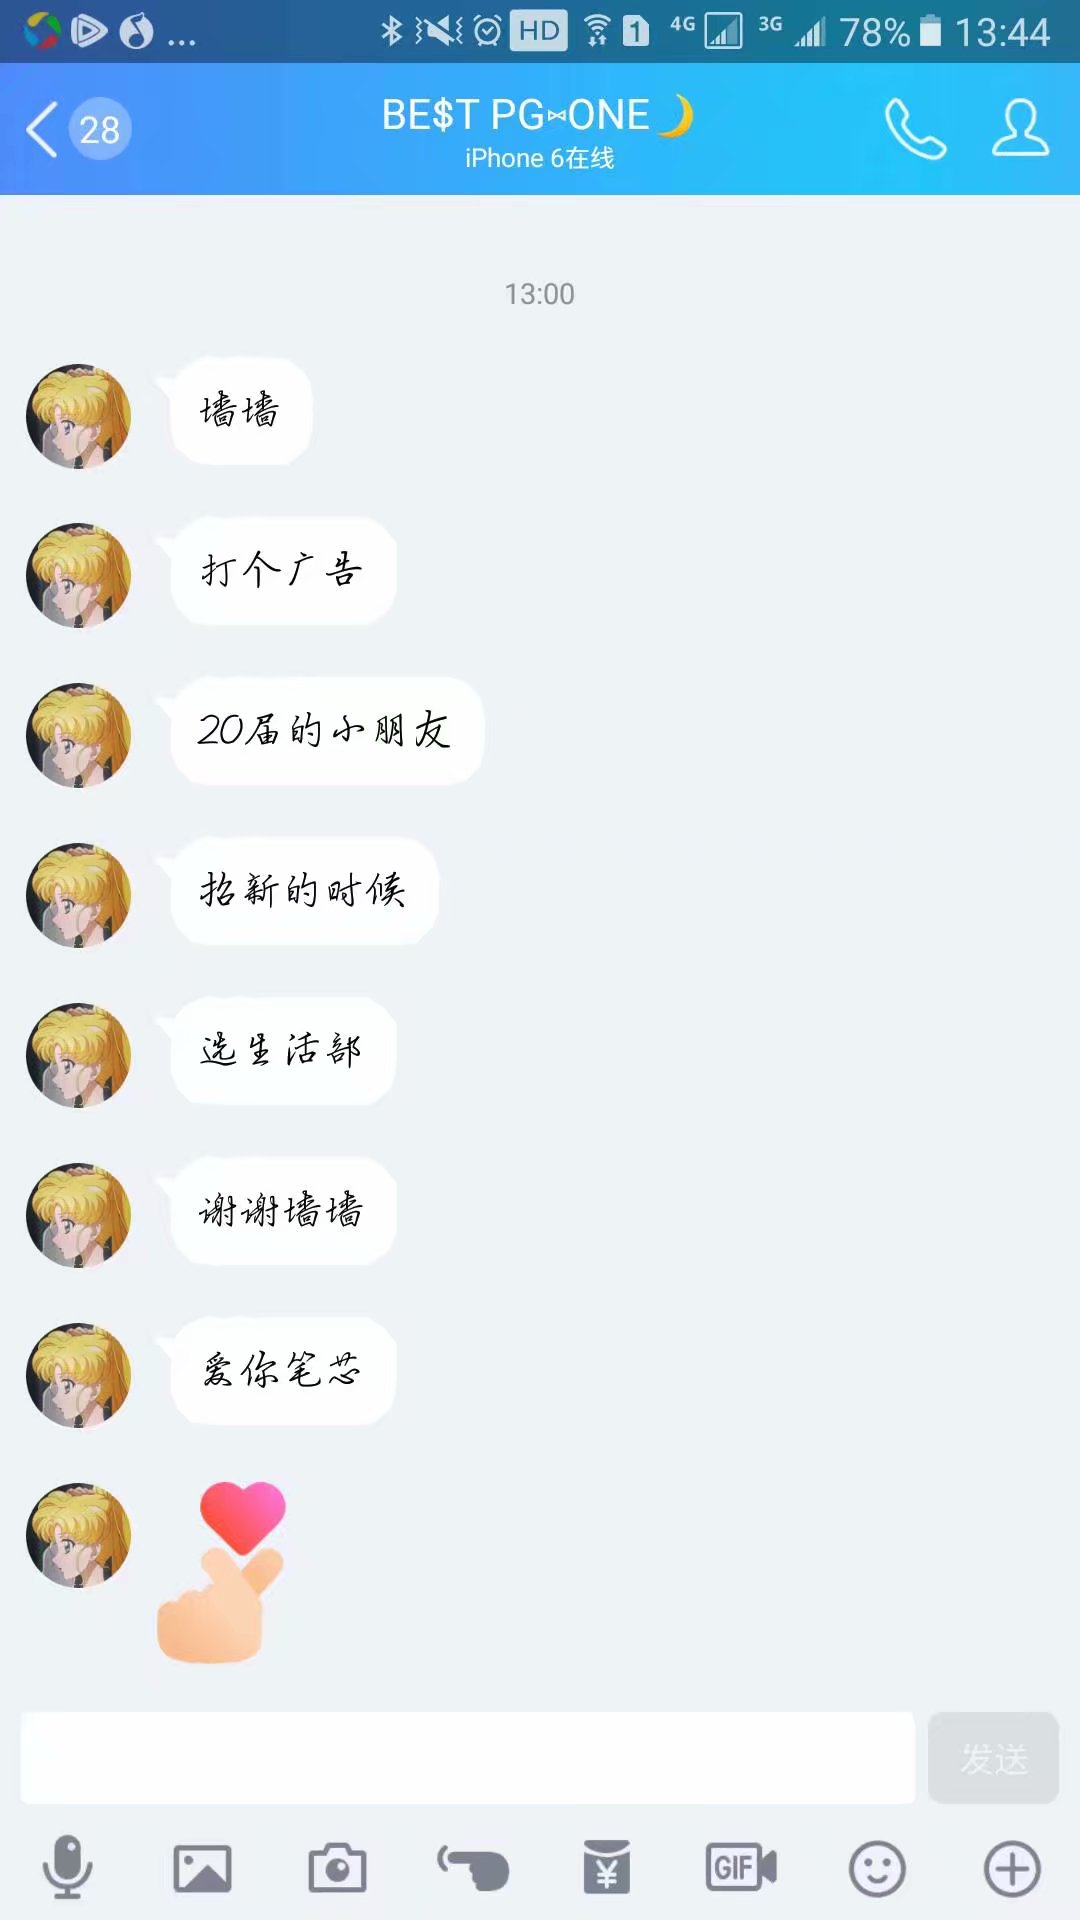 HD 1 4G 3G 78% 13:44
28
BE$T PG⋈ONE🌙
iPhone 6在线
13:00
墙墙
打个广告
20届的小朋友
招新的时候
选生活部
谢谢墙墙
爱你笔芯
发送
¥
GIF